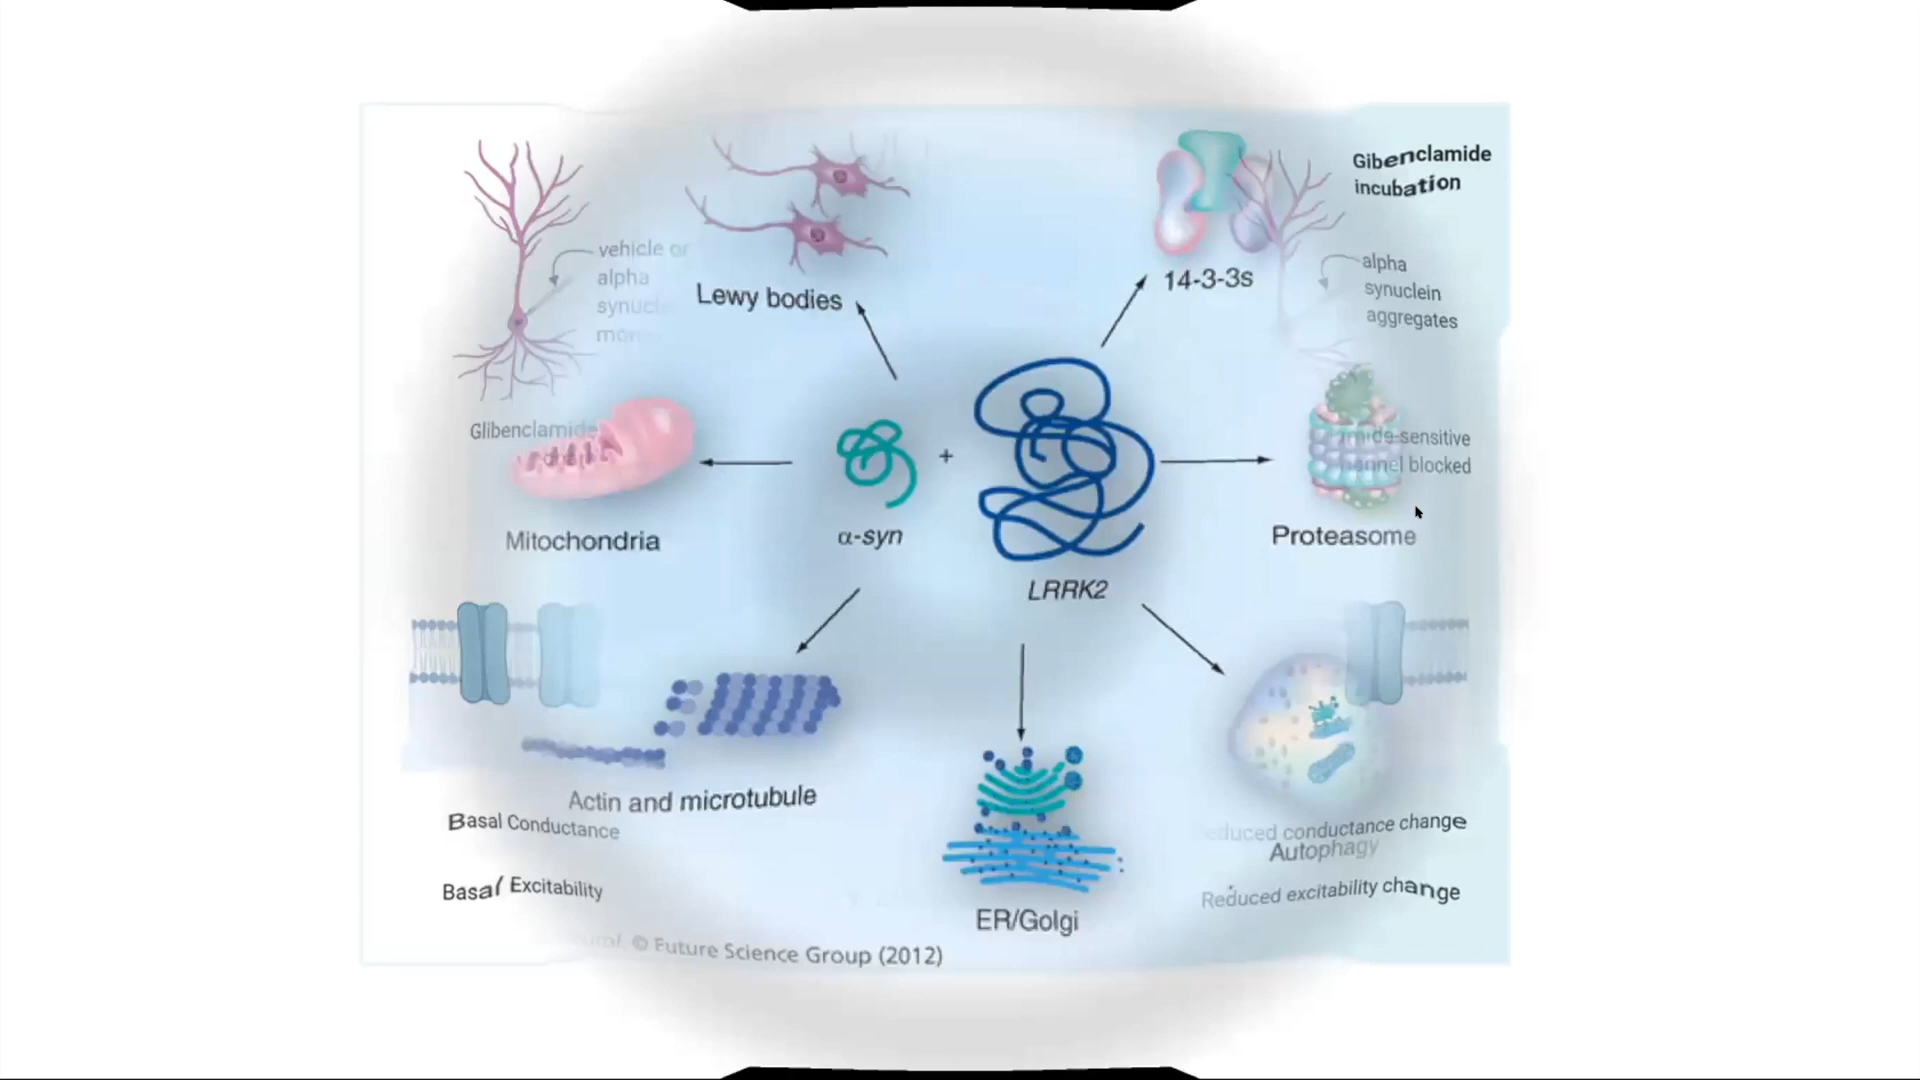 Gibenclamide
incubation
vehicle or
alpha
alpha
synuclein
aggregates
Lewy bodies
14-3-3s
Glibenclamide
-sensitive
blocked
+
Mitochondria
α-syn
Proteasome
LRRK2
Actin and microtubule
Basal Conductance
conductance change
Autophagy
Basal Excitability
Reduced excitability change
ER/Golgi
© Future Science Group (2012)